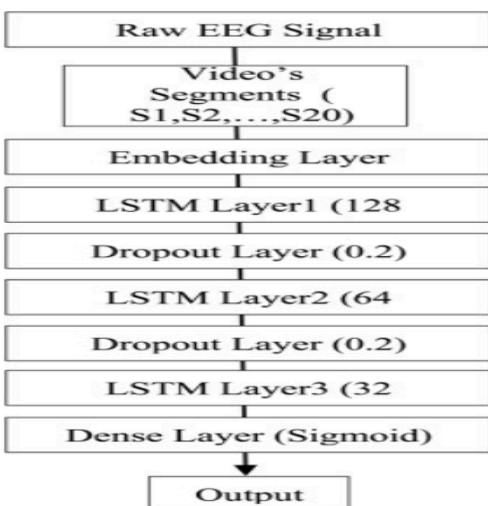 Raw EEG Signal
Video's
Segments (
S1,S2,...,S20)
Embedding Layer
LSTM Layer1 (128
Dropout Layer (0.2)
LSTM Layer2 (64
Dropout Layer (0.2)
LSTM Layer3 (32
Dense Layer (Sigmoid)
Output